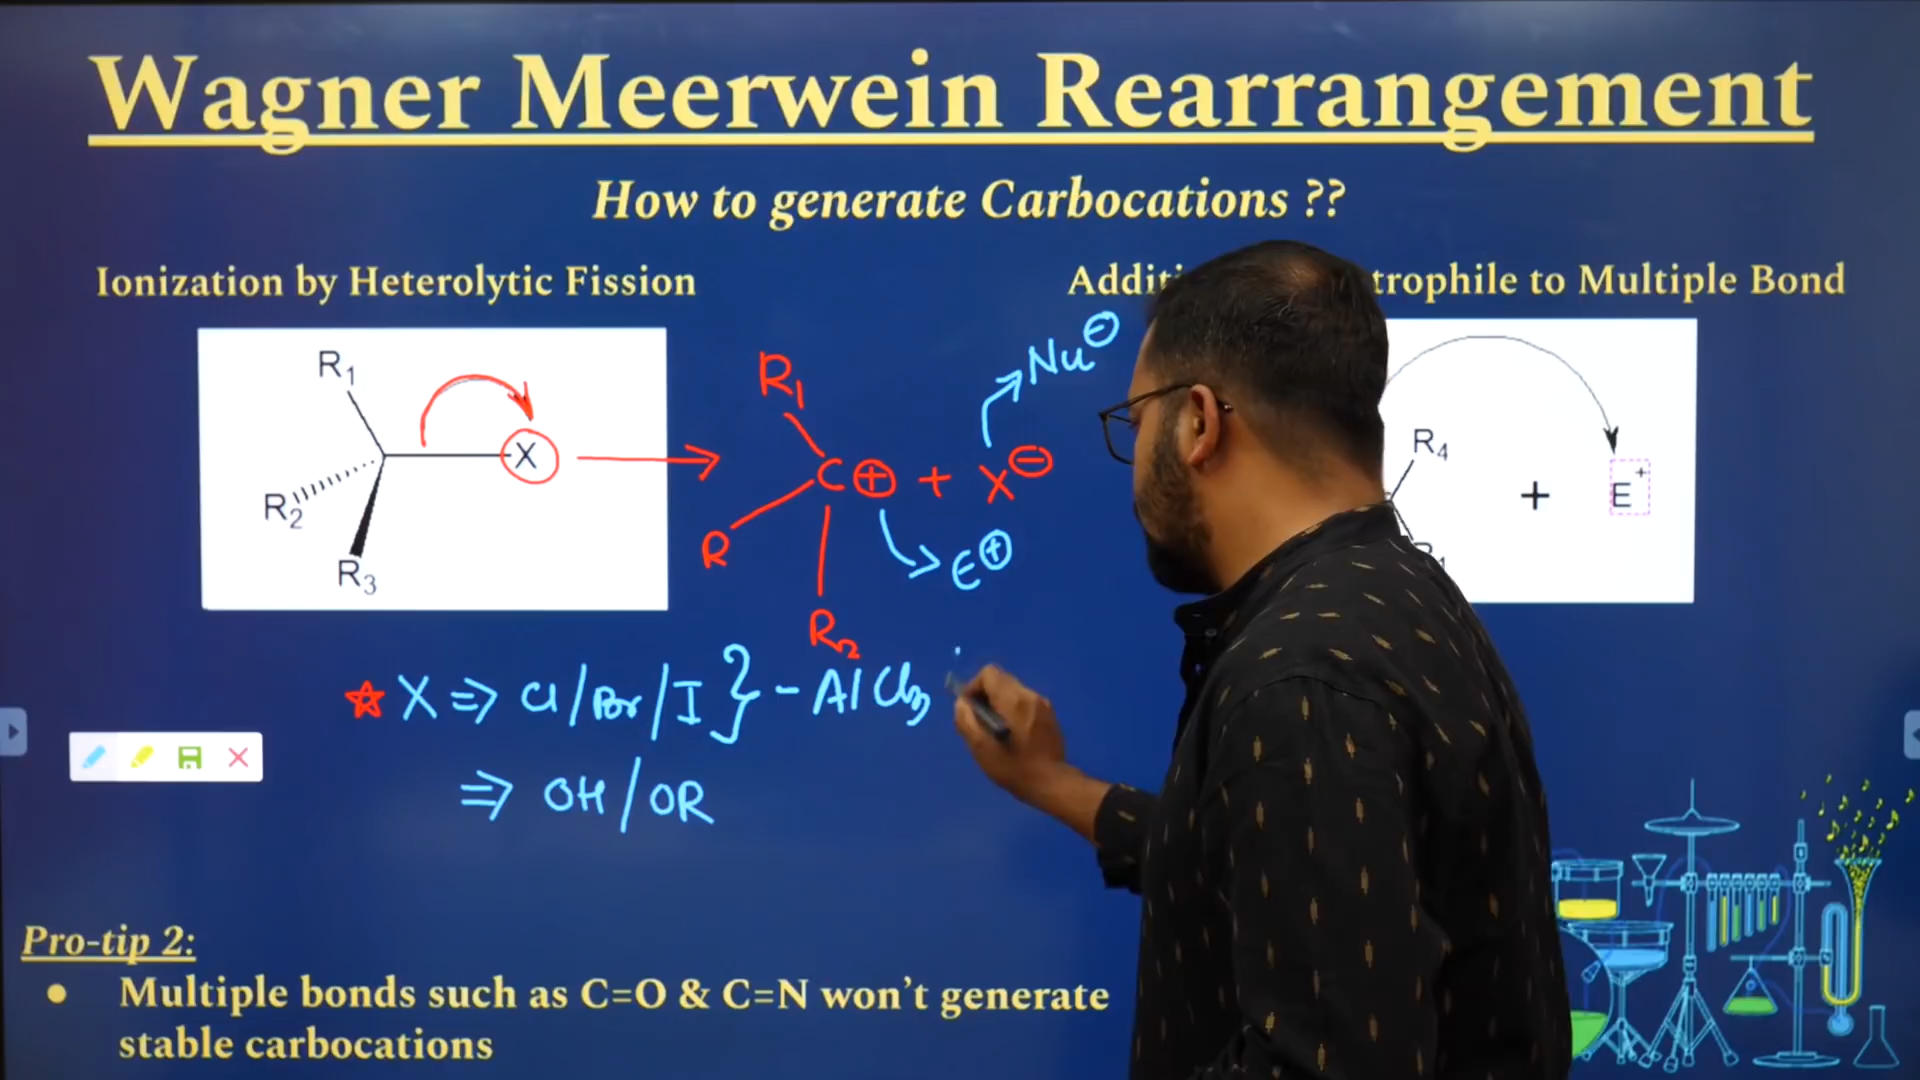 Wagner Meerwein Rearrangement
How to generate Carbocations ??
Ionization by Heterolytic Fission
trophile to Multiple Bond
R1
X
R2
R3
R1
C⊕ + X⊖
R
R2
Nu⊖
E⊕
R4
+ E+
X ⇒ Cl/Br/I} - AlCl3
⇒ OH/OR
Pro-tip 2:
● Multiple bonds such as C=O & C=N won't generate
stable carbocations